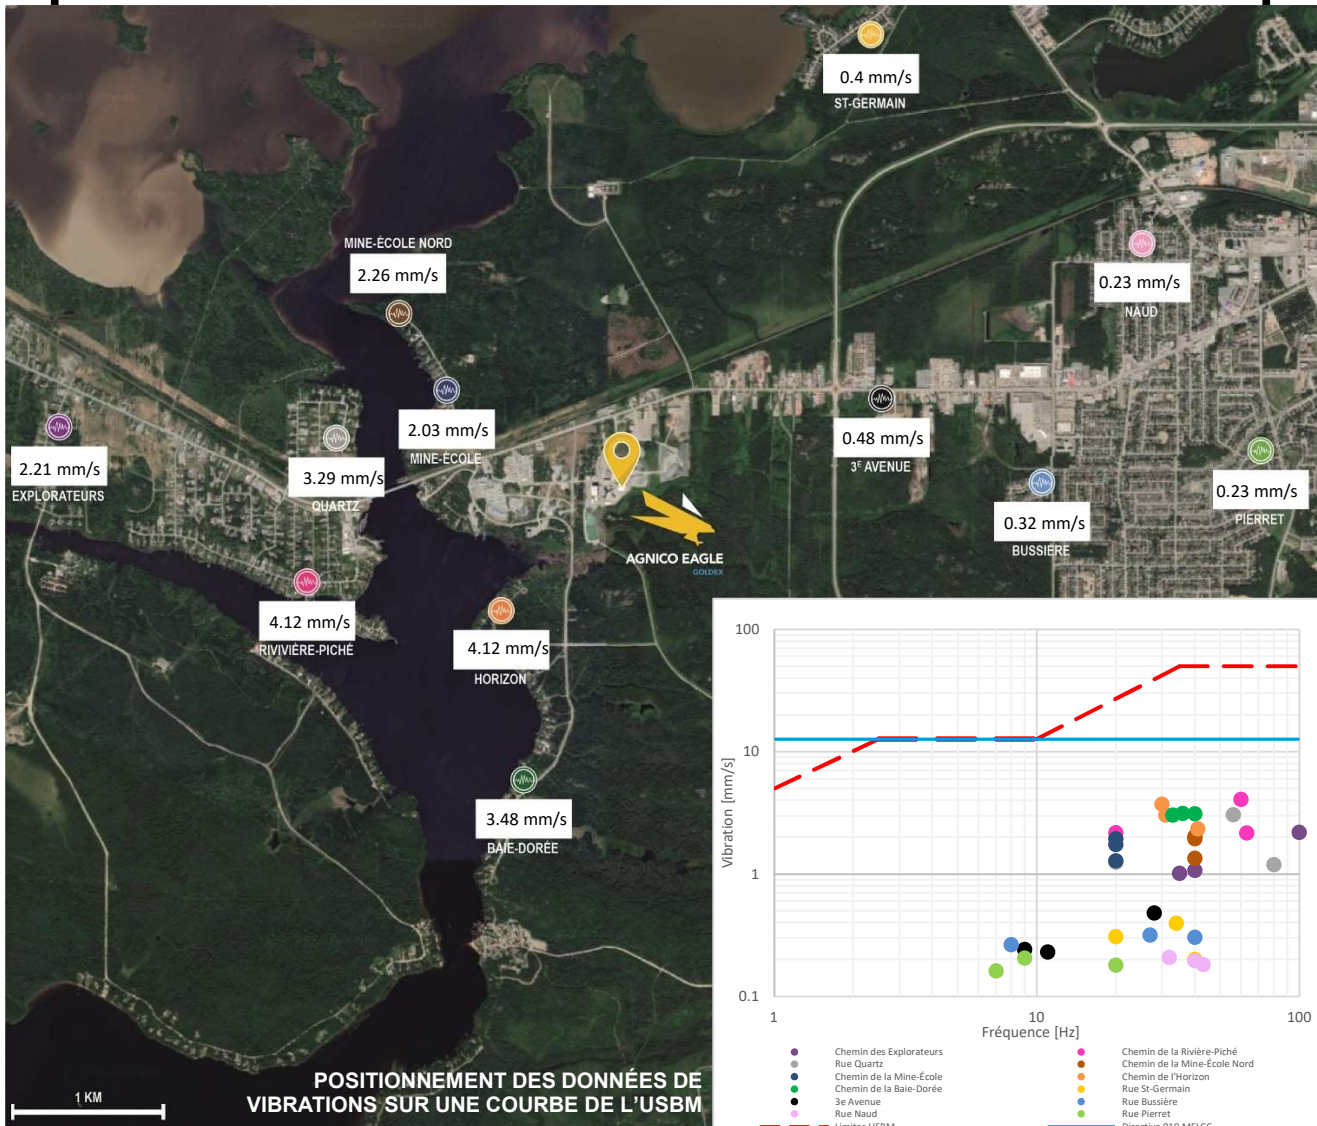 0.4 mm/s
ST-GERMAIN
MINE-ÉCOLE NORD
2.26 mm/s
0.23 mm/s
NAUD
2.21 mm/s
EXPLORATEURS
3.29 mm/s
QUARTZ
2.03 mm/s
MINE-ÉCOLE
0.48 mm/s
3E AVENUE
0.32 mm/s
BUSSIÈRE
0.23 mm/s
PIERRET
AGNICO EAGLE
GOLDEX
4.12 mm/s
RIVIVIÈRE-PICHÉ
4.12 mm/s
HORIZON
3.48 mm/s
BAIE-DORÉE
100
10
1
0.1
Vibration [mm/s]
1
10
100
Fréquence [Hz]
Chemin des Explorateurs
Chemin de la Rivière-Piché
Rue Quartz
Chemin de la Mine-École Nord
Chemin de la Mine-École
Chemin de l'Horizon
Chemin de la Baie-Dorée
Rue St-Germain
3e Avenue
Rue Bussière
Rue Naud
Rue Pierret
Limites USBM
Directive 019 MELCC
1 KM
POSITIONNEMENT DES DONNÉES DE
VIBRATIONS SUR UNE COURBE DE L'USBM